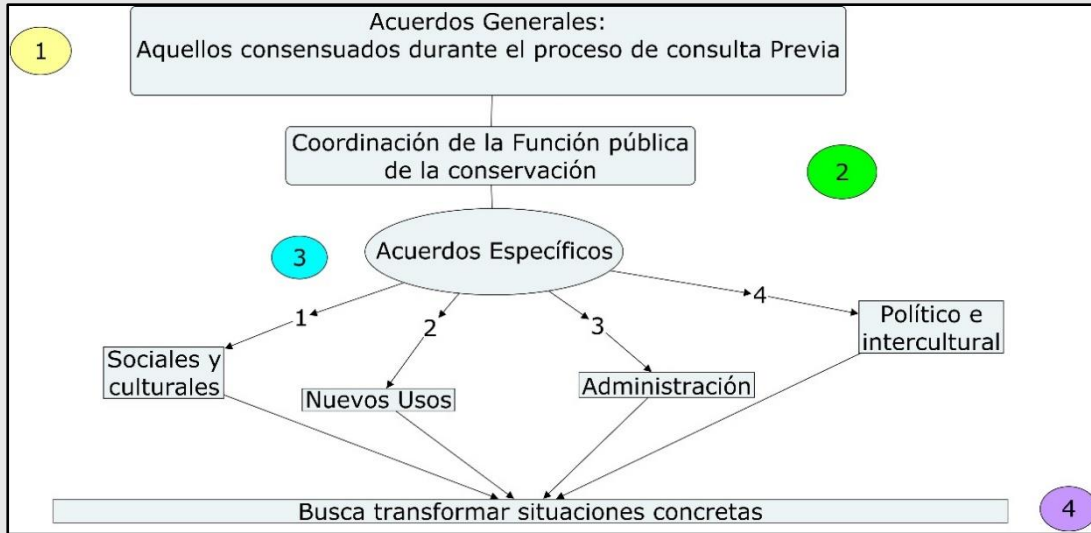 1
Acuerdos Generales:
Aquellos consensuados durante el proceso de consulta Previa
Coordinación de la Función pública
de la conservación
2
3
Acuerdos Específicos
1
2
3
4
Sociales y
culturales
Nuevos Usos
Administración
Político e
intercultural
Busca transformar situaciones concretas
4